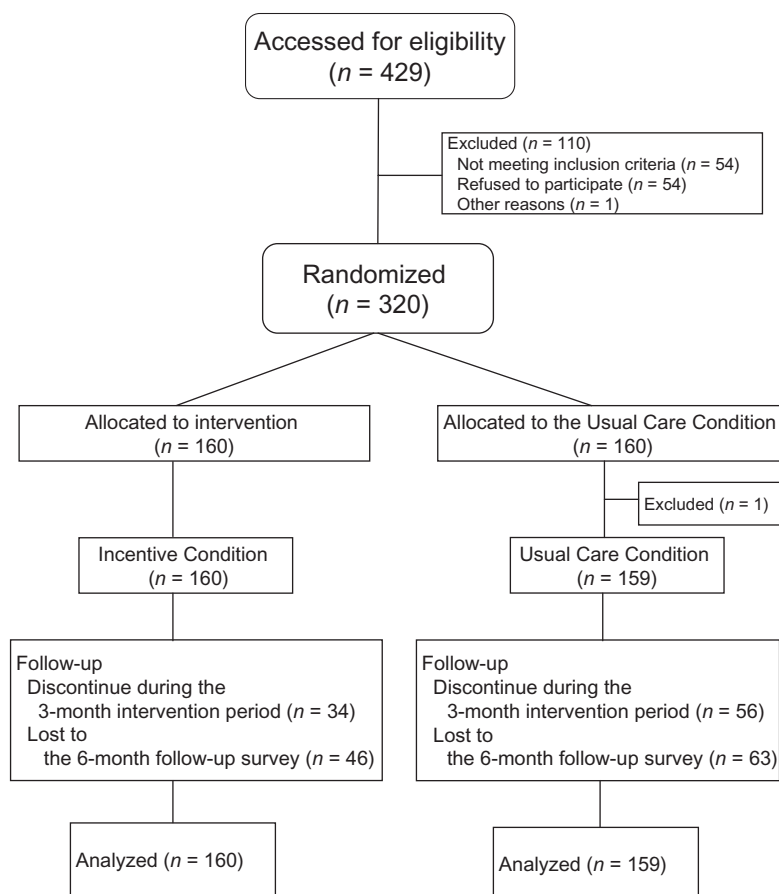 Accessed for eligibility
(n = 429)
Excluded (n = 110)
Not meeting inclusion criteria (n = 54)
Refused to participate (n = 54)
Other reasons (n = 1)
Randomized
(n = 320)
Allocated to intervention
(n = 160)
Allocated to the Usual Care Condition
(n = 160)
Excluded (n = 1)
Incentive Condition
(n = 160)
Usual Care Condition
(n = 159)
Follow-up
Discontinue during the
3-month intervention period (n = 34)
Lost to
the 6-month follow-up survey (n = 46)
Follow-up
Discontinue during the
3-month intervention period (n = 56)
Lost to
the 6-month follow-up survey (n = 63)
Analyzed (n = 160)
Analyzed (n = 159)